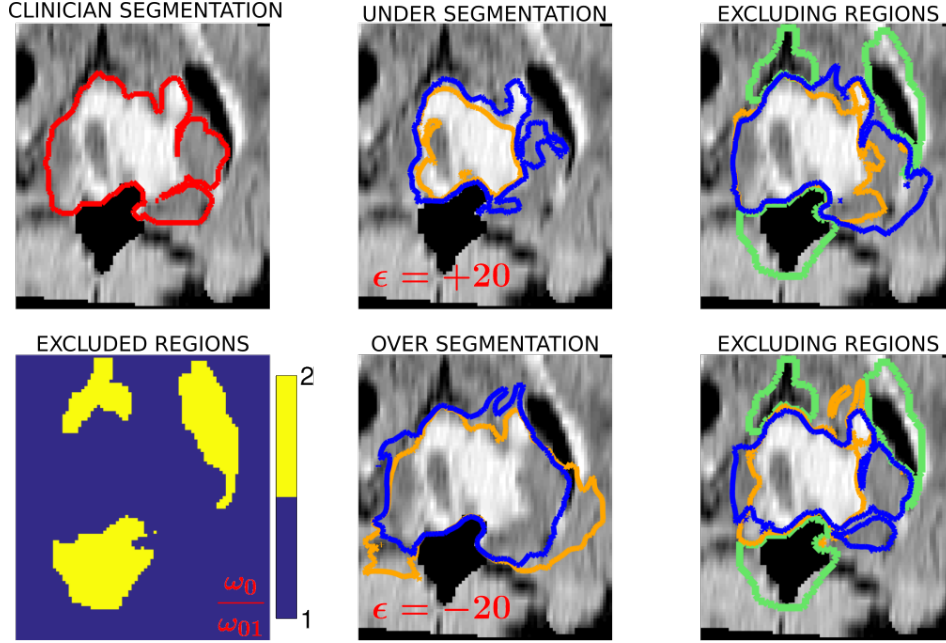 CLINICIAN SEGMENTATION
UNDER SEGMENTATION
EXCLUDING REGIONS
ϵ = +20
EXCLUDED REGIONS
OVER SEGMENTATION
EXCLUDING REGIONS
2
ω0
ω01
1
ϵ = −20